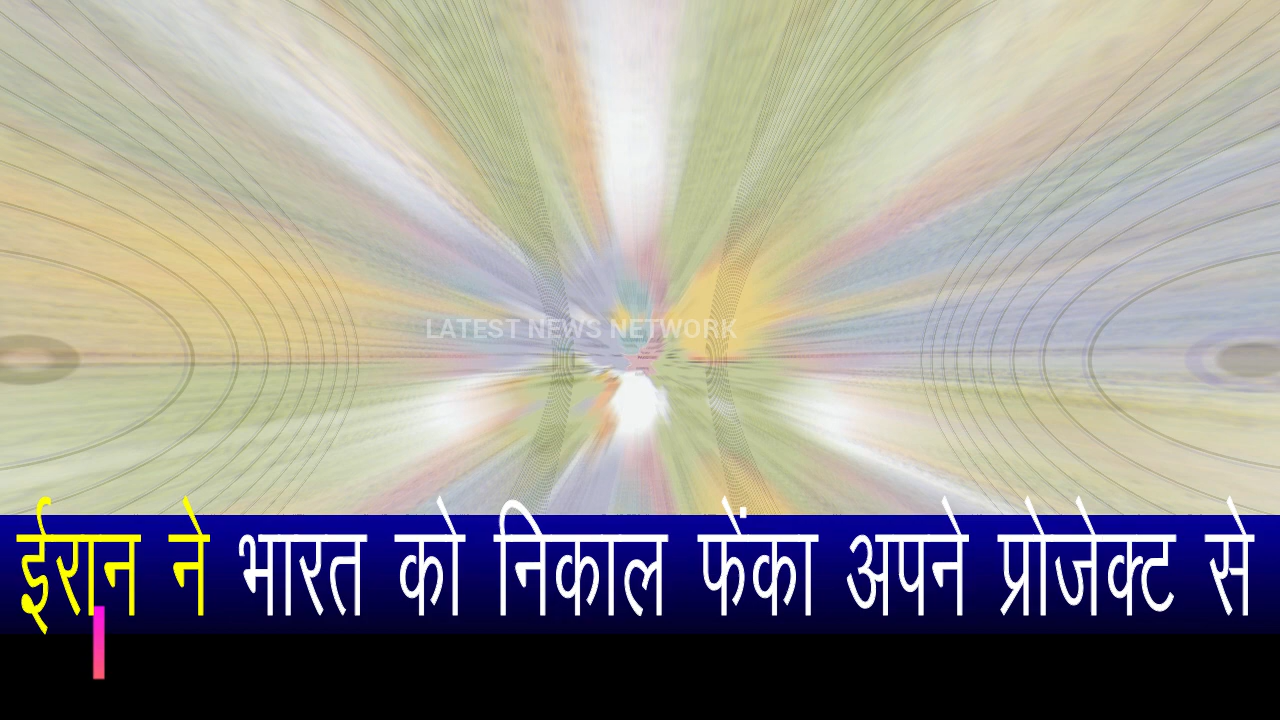 LATEST NEWS NETWORK
ईरान ने भारत को निकाल फेंका अपने प्रोजेक्ट से